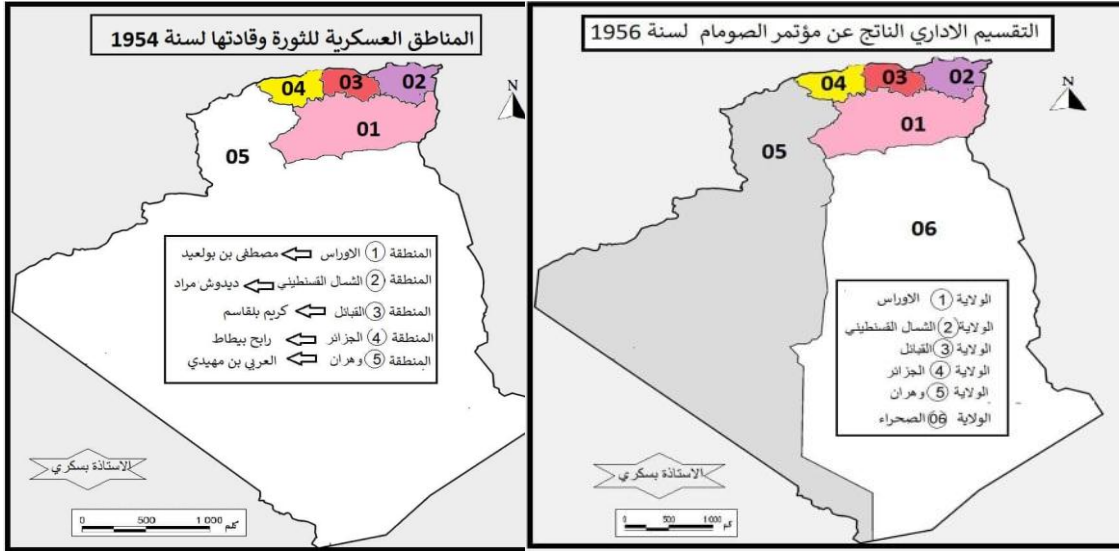 المناطق العسكرية للثورة وقادتها لسنة 1954
N
04
03
02
01
05
المنطقة 1 الاوراس ⇦ مصطفى بن بولعيد
المنطقة 2 الشمال القسنطيني ⇦ ديدوش مراد
المنطقة 3 القبائل ⇦ كريم بلقاسم
المنطقة 4 الجزائر ⇦ رابح بيطاط
المنطقة 5 وهران ⇦ العربي بن مهيدي
الاستاذة بسكري
0 500 1 000 كلم
التقسيم الاداري الناتج عن مؤتمر الصومام لسنة 1956
N
04
03
02
01
05
06
الولاية 1 الاوراس
الولاية 2 الشمال القسنطيني
الولاية 3 القبائل
الولاية 4 الجزائر
الولاية 5 وهران
الولاية 06 الصحراء
الاستاذة بسكري
0 500 1 000 كم